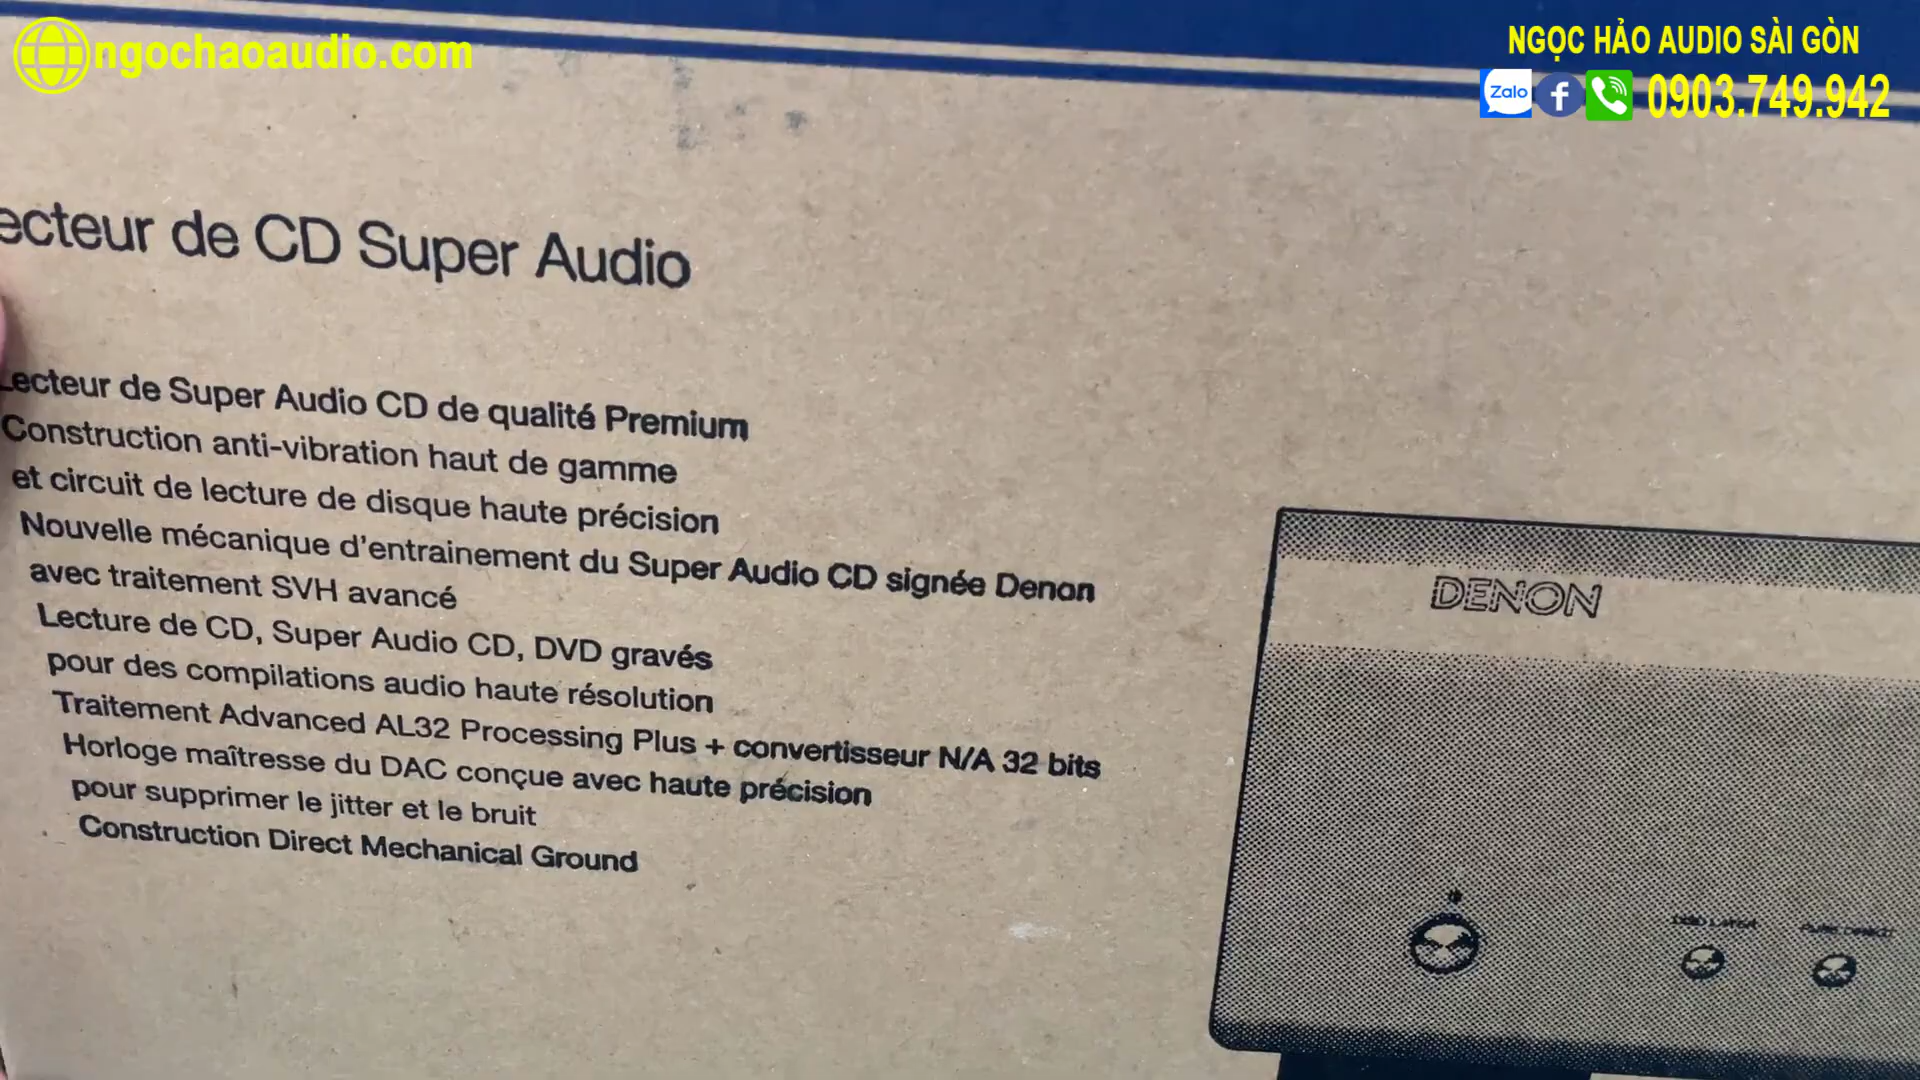 ngochaoaudio.com
NGỌC HẢO AUDIO SÀI GÒN
Zalo
0903.749.942
ecteur de CD Super Audio
Lecteur de Super Audio CD de qualité Premium
Construction anti-vibration haut de gamme
et circuit de lecture de disque haute précision
Nouvelle mécanique d'entrainement du Super Audio CD signée Denon
avec traitement SVH avancé
Lecture de CD, Super Audio CD, DVD gravés
pour des compilations audio haute résolution
Traitement Advanced AL32 Processing Plus + convertisseur N/A 32 bits
Horloge maîtresse du DAC conçue avec haute précision
pour supprimer le jitter et le bruit
Construction Direct Mechanical Ground
DENON